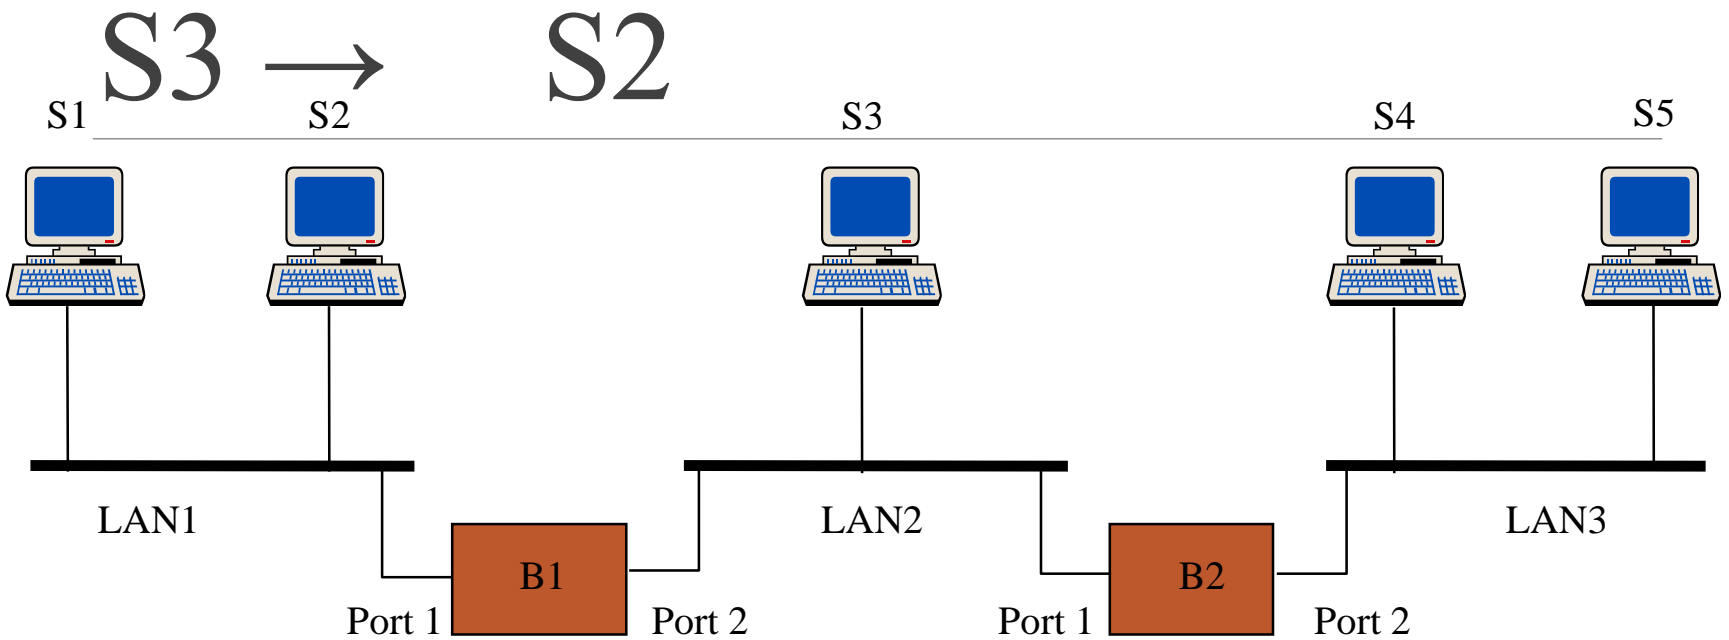 S3 → S2
S1 S2 S3 S4 S5
LAN1 LAN2 LAN3
B1 B2
Port 1 Port 2 Port 1 Port 2